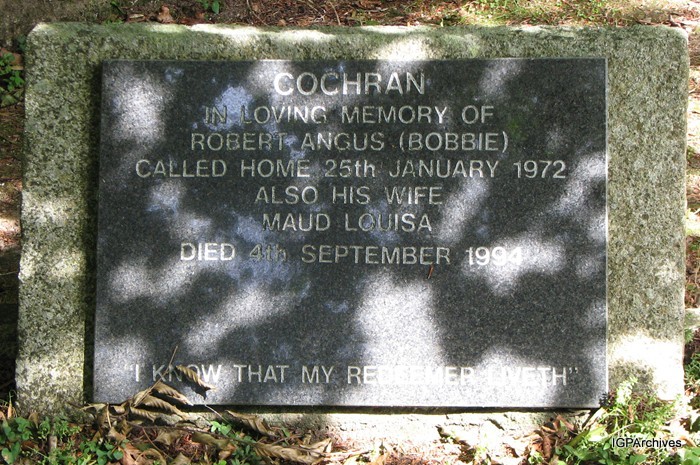 COCHRAN
IN LOVING MEMORY OF
ROBERT ANGUS (BOBBIE)
CALLED HOME 25th JANUARY 1972
ALSO HIS WIFE
MAUD LOUISA
DIED 4th SEPTEMBER 1994
"I KNOW THAT MY REDEEMER LIVETH"
IGPArchives